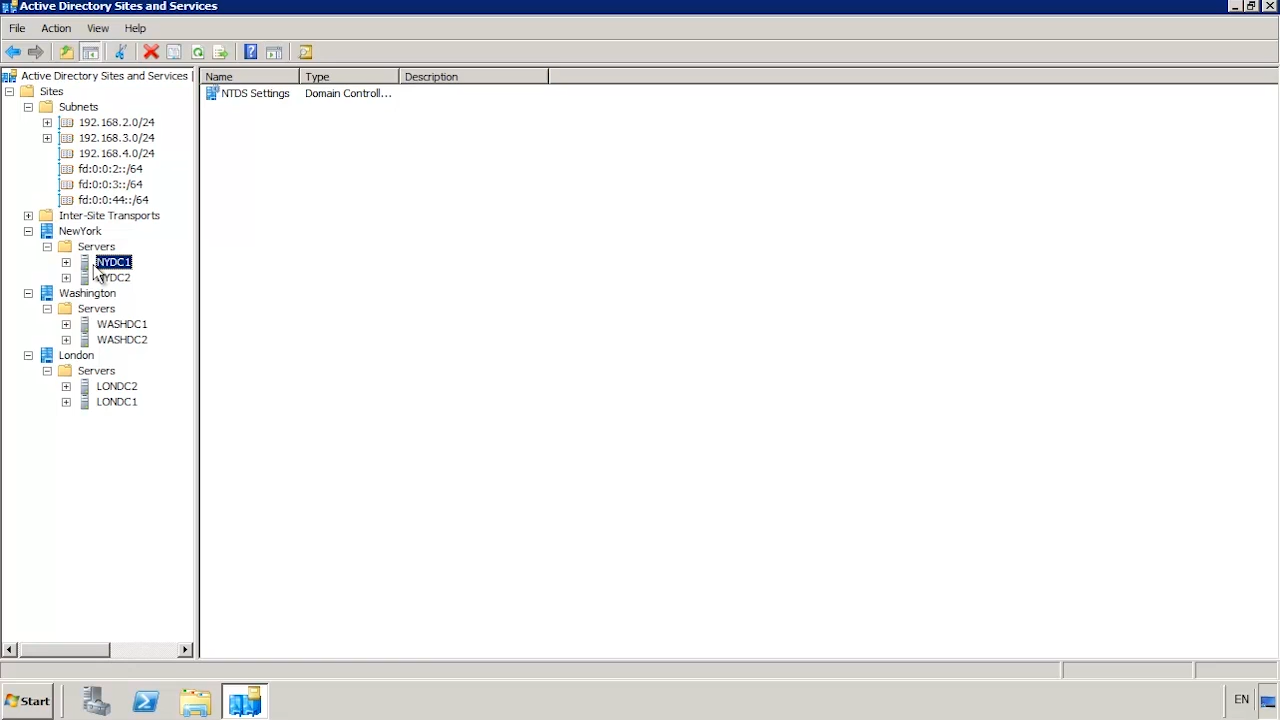 Active Directory Sites and Services
File Action View Help
Active Directory Sites and Services
Name Type Description
Sites
NTDS Settings Domain Controll...
Subnets
192.168.2.0/24
192.168.3.0/24
192.168.4.0/24
fd:0:0:2::/64
fd:0:0:3::/64
fd:0:0:44::/64
Inter-Site Transports
NewYork
Servers
NYDC1
NYDC2
Washington
Servers
WASHDC1
WASHDC2
London
Servers
LONDC2
LONDC1
Start
EN